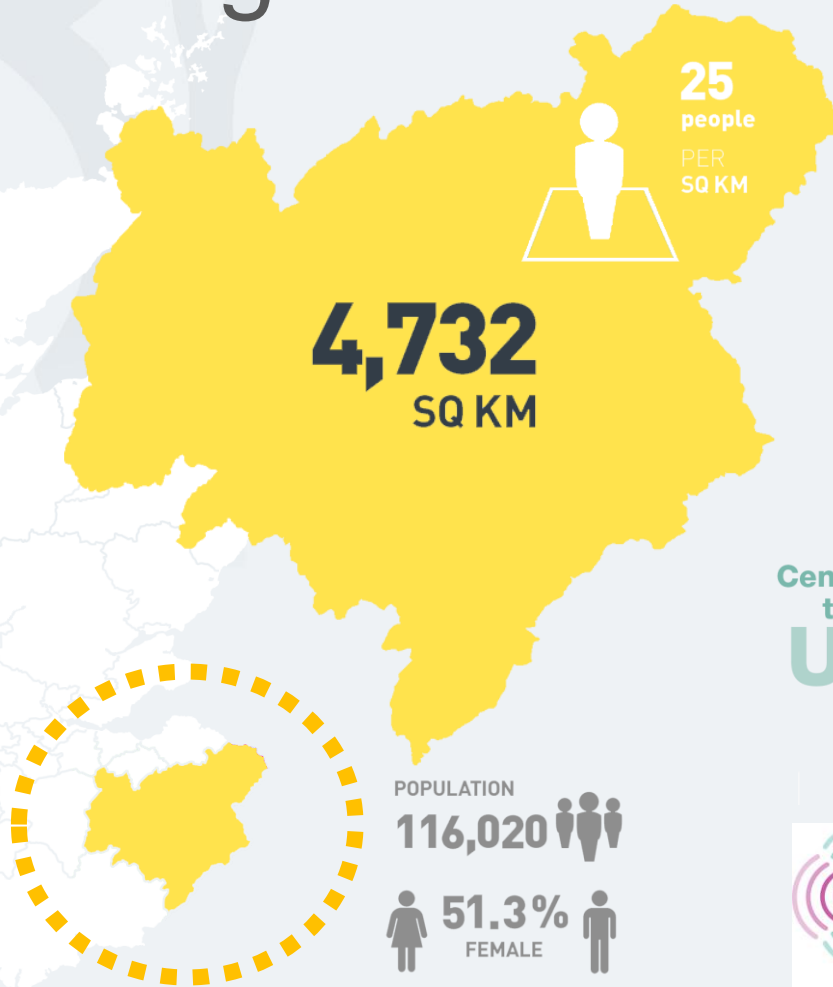 25
people
PER
SQ KM
4,732
SQ KM
POPULATION
116,020
51.3%
FEMALE